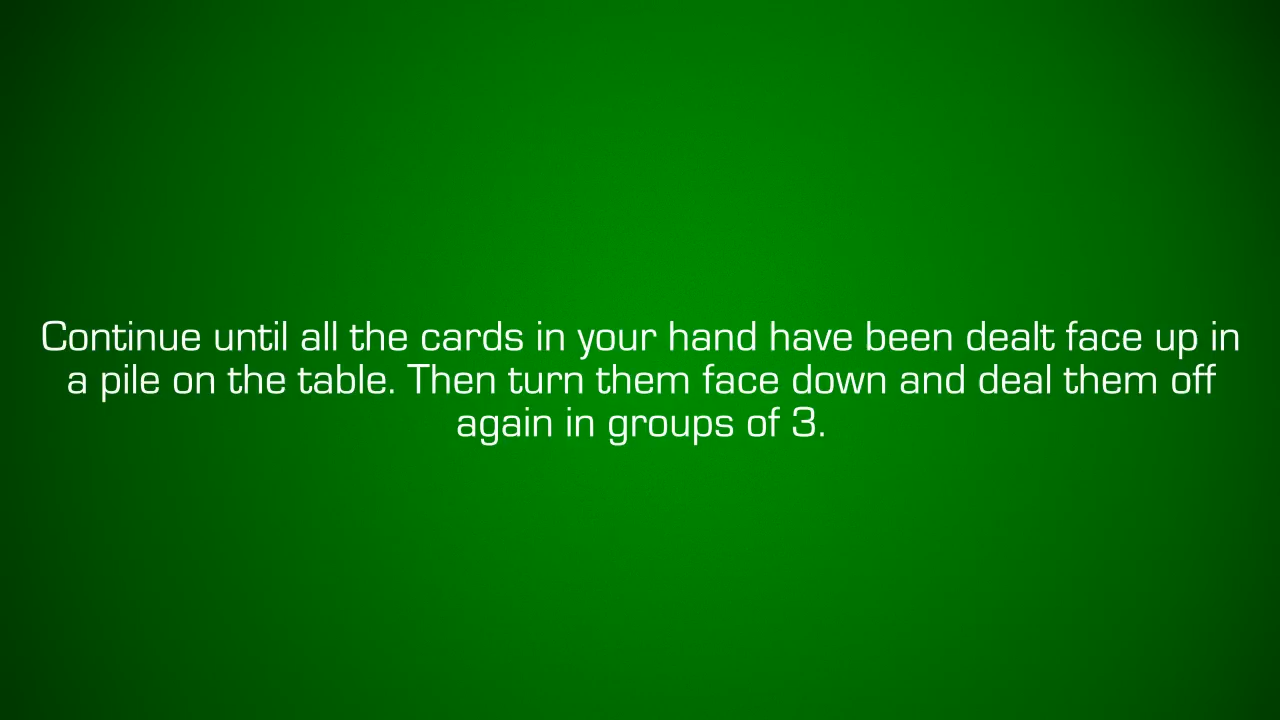 Continue until all the cards in your hand have been dealt face up in
a pile on the table. Then turn them face down and deal them off
again in groups of 3.